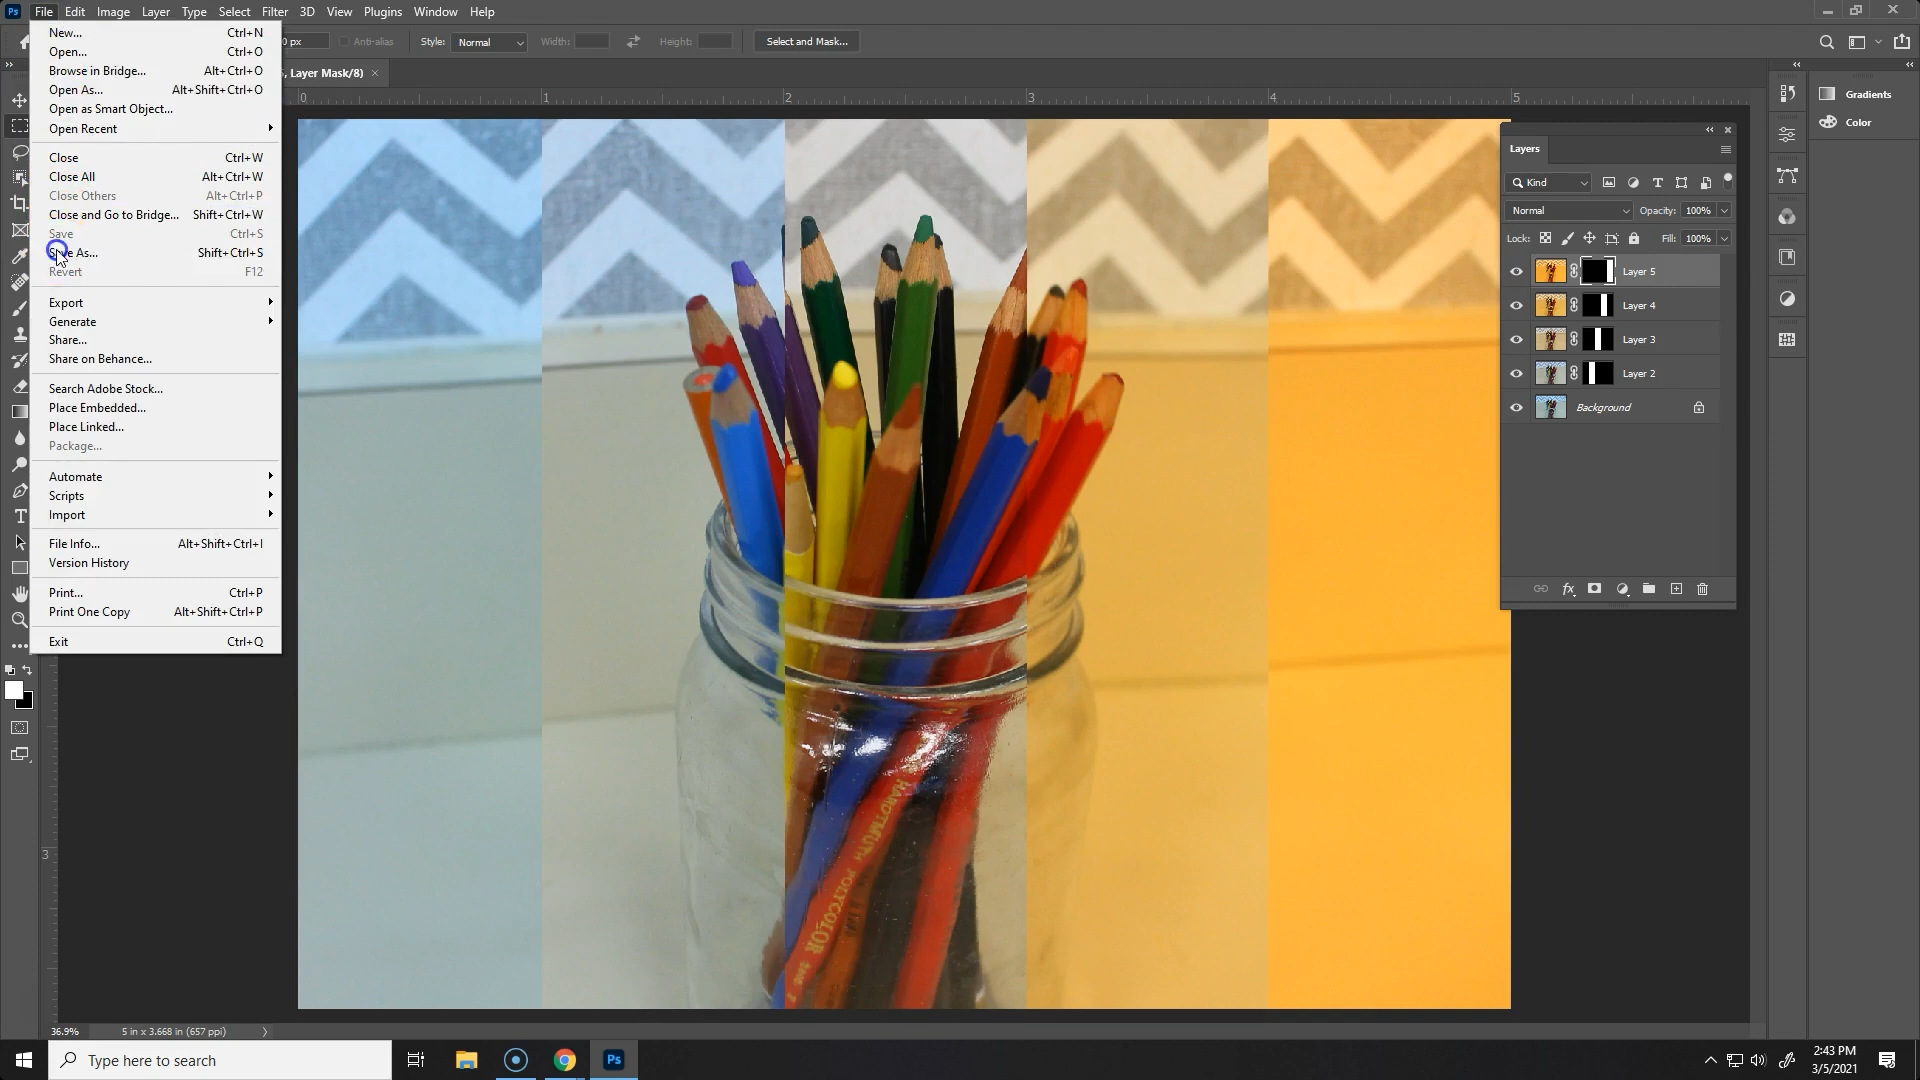 Ps File Edit Image Layer Type Select Filter 3D View Plugins Window Help
0 px Anti-alias Style: Normal Width: Height: Select and Mask...
, Layer Mask/8) ×
New... Ctrl+N
Open... Ctrl+O
Browse in Bridge... Alt+Ctrl+O
Open As... Alt+Shift+Ctrl+O
Open as Smart Object...
Open Recent
Close Ctrl+W
Close All Alt+Ctrl+W
Close Others Alt+Ctrl+P
Close and Go to Bridge... Shift+Ctrl+W
Save Ctrl+S
Save As... Shift+Ctrl+S
Revert F12
Export
Generate
Share...
Share on Behance...
Search Adobe Stock...
Place Embedded...
Place Linked...
Package...
Automate
Scripts
Import
File Info... Alt+Shift+Ctrl+I
Version History
Print... Ctrl+P
Print One Copy Alt+Shift+Ctrl+P
Exit Ctrl+Q
0 1 2 3 4 5
3
HARDTMUTH POLYCOLOR
Gradients
Color
Layers
Kind
Normal Opacity: 100%
Lock: Fill: 100%
Layer 5
Layer 4
Layer 3
Layer 2
Background
fx
36.9% 5 in x 3.668 in (657 ppi)
Type here to search
Ps
2:43 PM
3/5/2021